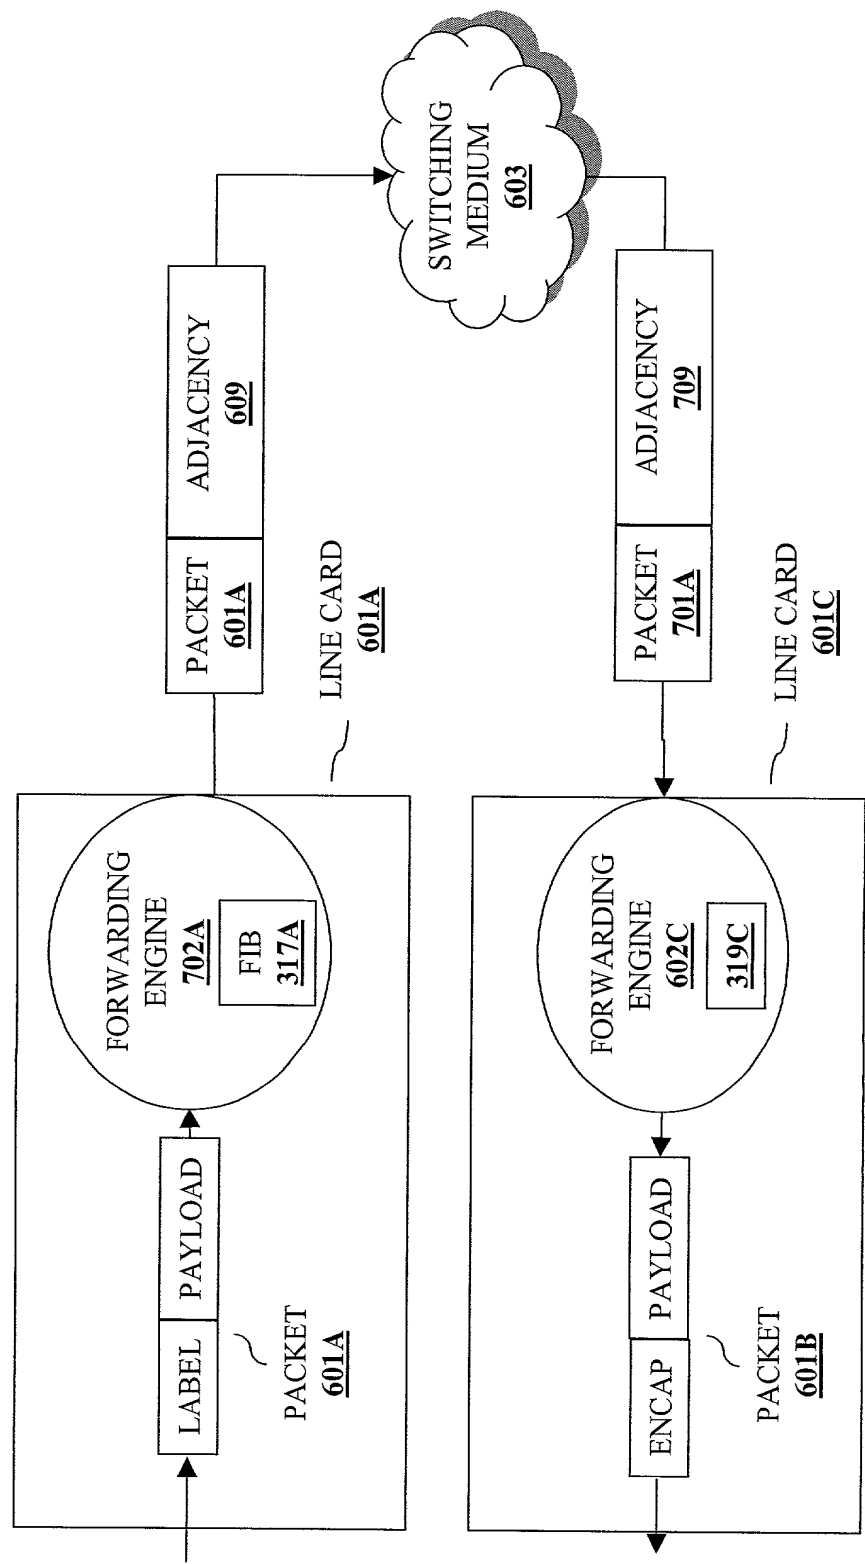 LABEL
PAYLOAD
PACKET
601A
FORWARDING
ENGINE
702A
FIB
317A
LINE CARD
601A
PACKET
601A
ADJACENCY
609
SWITCHING
MEDIUM
603
ADJACENCY
709
PACKET
701A
LINE CARD
601C
FORWARDING
ENGINE
602C
319C
ENCAP
PAYLOAD
PACKET
601B